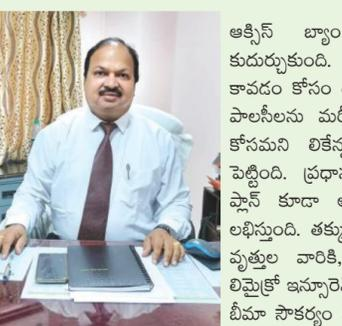 ఆక్సిస్ బ్యాం
కుదుర్చుకుంది.
కావడం కోసం
పాలసీలను మరి
కోసమని లికేన్
పెట్టింది. ప్రధాన
ప్లాన్ కూడా
లభిస్తుంది. తక్కు
వృత్తుల వారికి,
లిమైక్రో ఇన్సూరె
బీమా సౌకర్యం